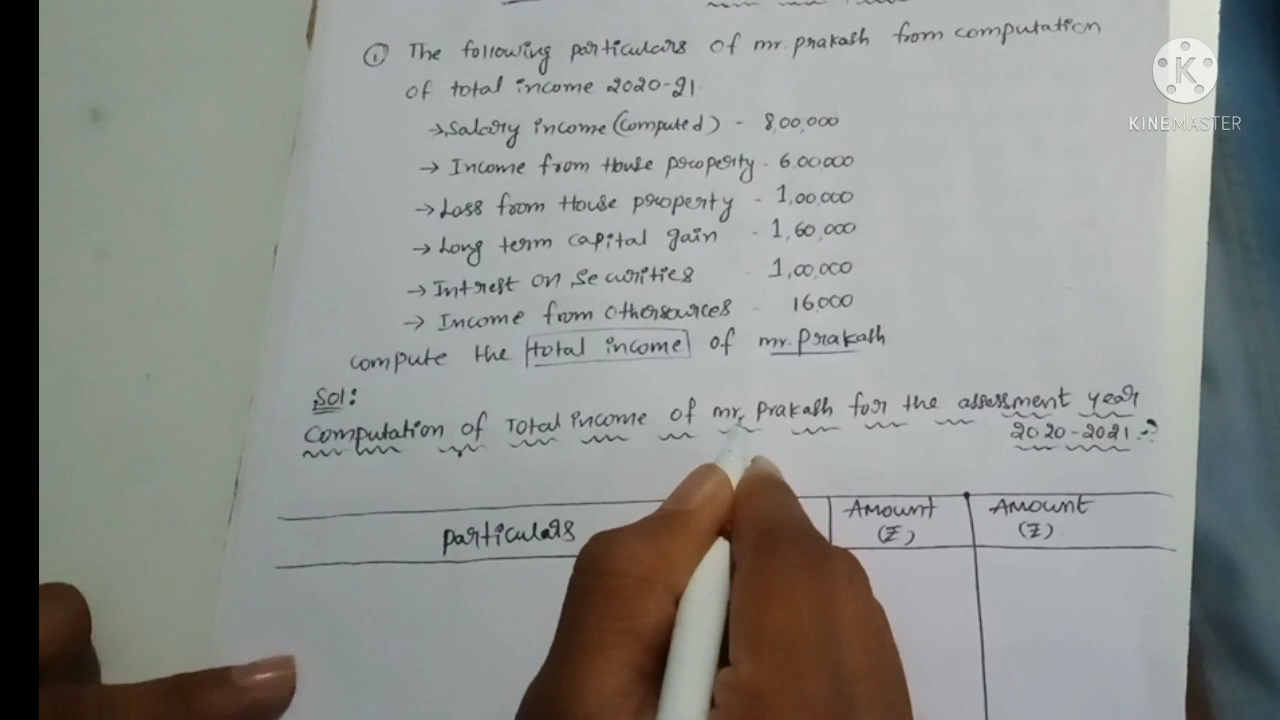 ① The following particulars of mr. prakash from computation
of total income 2020-21.
→ Salary income (computed) - 8,00,000
→ Income from House property - 6,00,000
→ Loss from House property - 1,00,000
→ Long term capital gain - 1,60,000
→ Intrest on Securities - 1,00,000
→ Income from Othersources - 16,000
compute the total income of mr. Prakash
Sol:
Computation of Total income of mr. Prakash for the assessment year
2020-2021:-
particulars
Amount
(₹)
Amount
(₹)
K
KINEMASTER